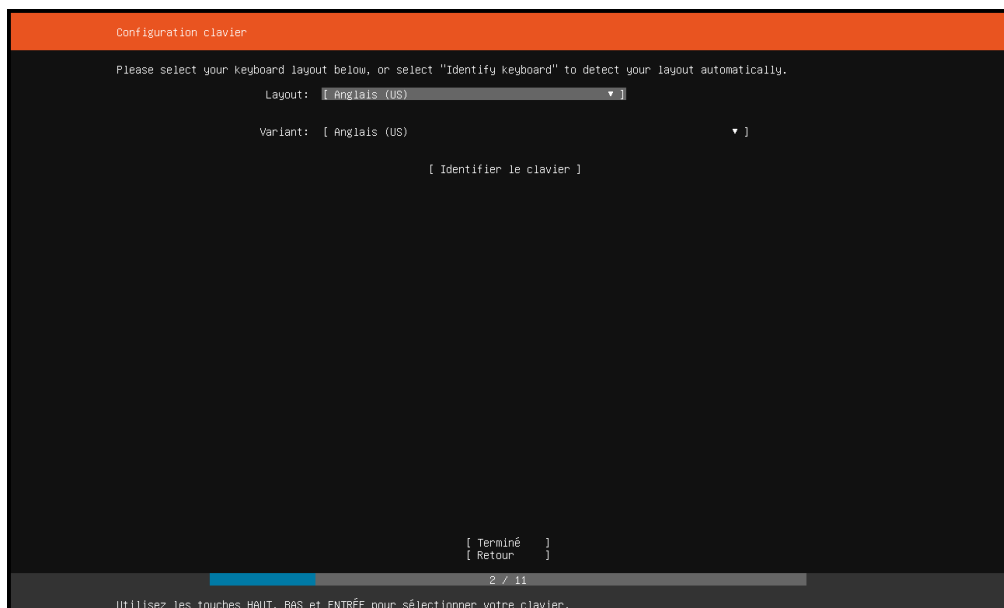 Configuration clavier
Please select your keyboard layout below, or select "Identify keyboard" to detect your layout automatically.
Layout: [ Anglais (US) ▼ ]
Variant: [ Anglais (US) ▼ ]
[ Identifier le clavier ]
[ Terminé ]
[ Retour ]
2 / 11
Utilisez les touches HAUT, BAS et ENTRÉE pour sélectionner votre clavier.